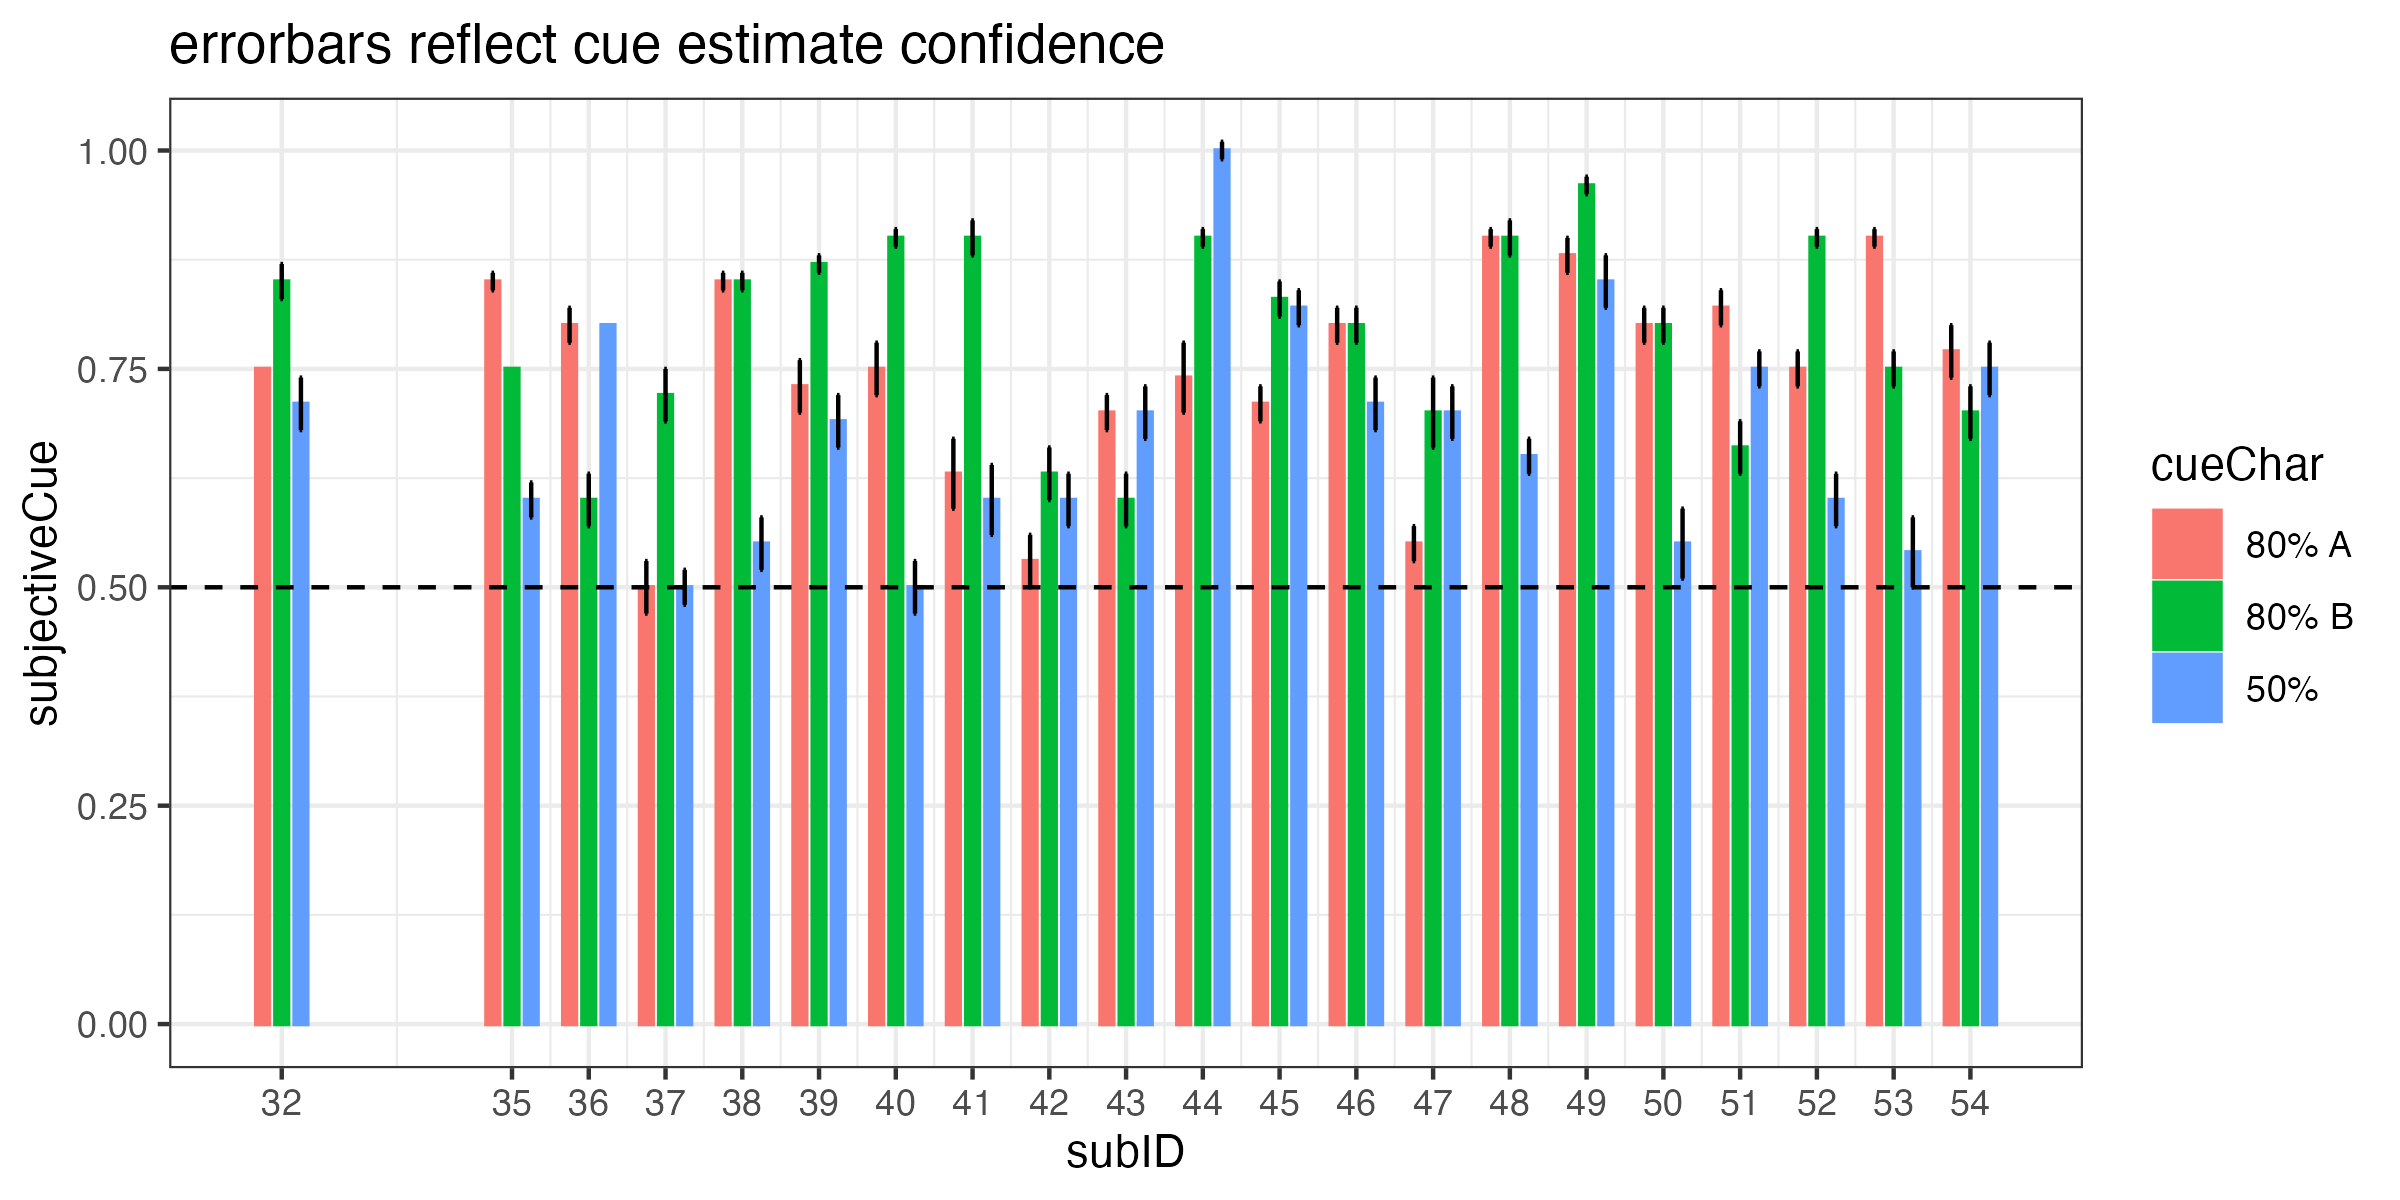 errorbars reflect cue estimate confidence
1.00
0.75
0.50
0.25
0.00
subjectiveCue
32 35 36 37 38 39 40 41 42 43 44 45 46 47 48 49 50 51 52 53 54
subID
cueChar
80% A
80% B
50%